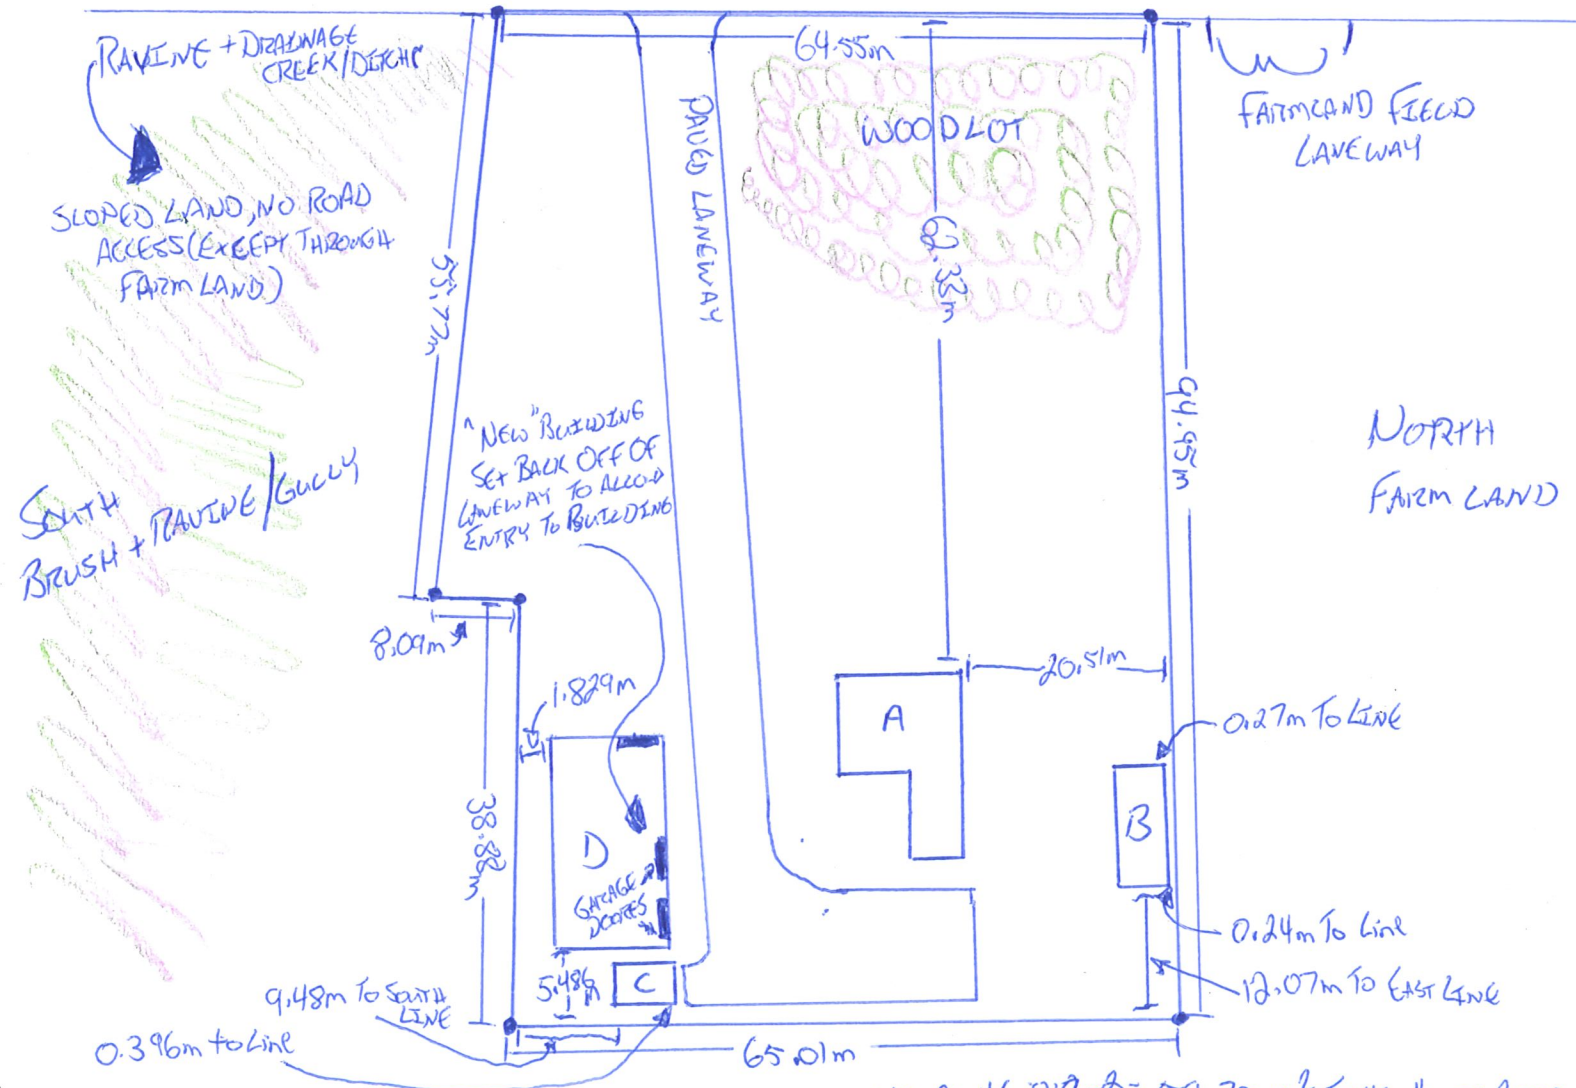 RAVINE + DRAINAGE
CREEK/DITCH
64.55m
FARMLAND FIELD
LANEWAY
WOODLOT
PAVED LANEWAY
SLOPED LAND, NO ROAD
ACCESS (EXCEPT THROUGH
FARM LAND)
62.33m
55.77m
94.95m
"NEW" BUILDING
SET BACK OFF OF
LANEWAY TO ALLOW
ENTRY TO BUILDING
NORTH
FARM LAND
SOUTH
BRUSH + RAVINE/GULLY
8.09m
20.51m
1.829m
A
0.27m TO LINE
38.88m
D
B
GARAGE
DOORS
0.24m To Line
5.486m
C
12.07m TO EAST LINE
9.48m TO SOUTH
LINE
0.396m to Line
65.01m